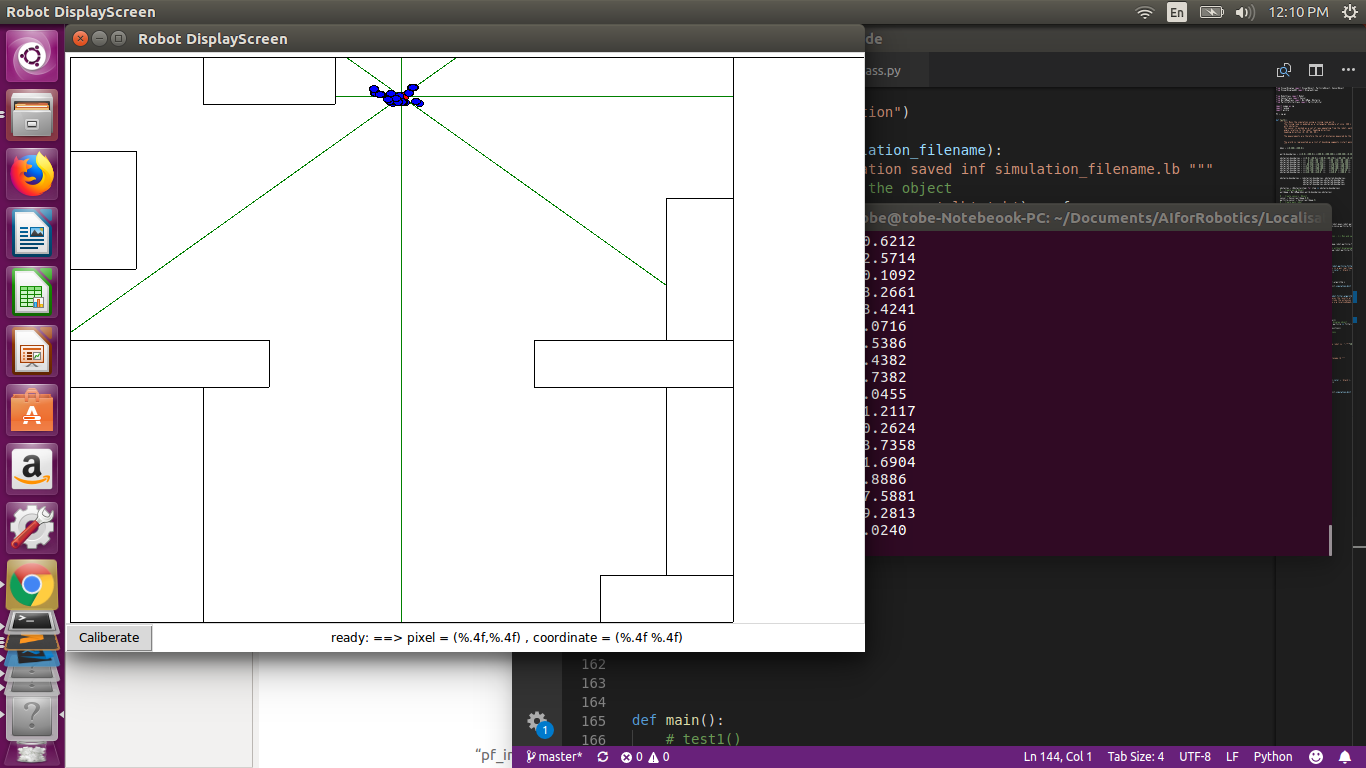 Robot DisplayScreen
En
12:10 PM
Robot DisplayScreen
de
ass.py
tion")
ation_filename):
ation saved inf simulation_filename.lb """
the object
obe@tobe-Notebeook-PC: ~/Documents/AIforRobotics/Localisa
0.6212
2.5714
0.1092
3.2661
3.4241
.0716
.5386
.4382
.7382
.0455
1.2117
0.2624
3.7358
1.6904
.8886
7.5881
9.2813
.0240
Caliberate
ready: ==> pixel = (%.4f,%.4f) , coordinate = (%.4f %.4f)
162
163
164
165 def main():
166 # test1()
1
"pf_in
master* 0 0 Ln 144, Col 1 Tab Size: 4 UTF-8 LF Python